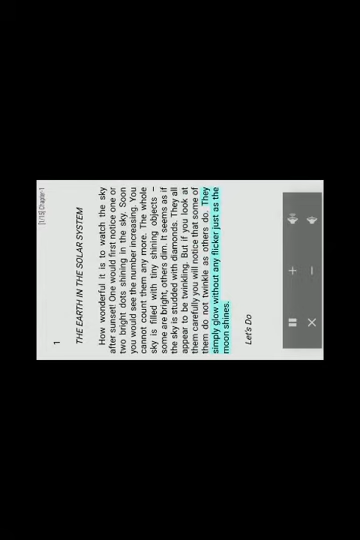 [1/15] Chapter-1
1
THE EARTH IN THE SOLAR SYSTEM
How wonderful it is to watch the sky
after sunset! One would first notice one or
two bright dots shining in the sky. Soon
you would see the number increasing. You
cannot count them any more. The whole
sky is filled with tiny shining objects –
some are bright, others dim. It seems as if
the sky is studded with diamonds. They all
appear to be twinkling. But if you look at
them carefully you will notice that some of
them do not twinkle as others do. They
simply glow without any flicker just as the
moon shines.
Let's Do